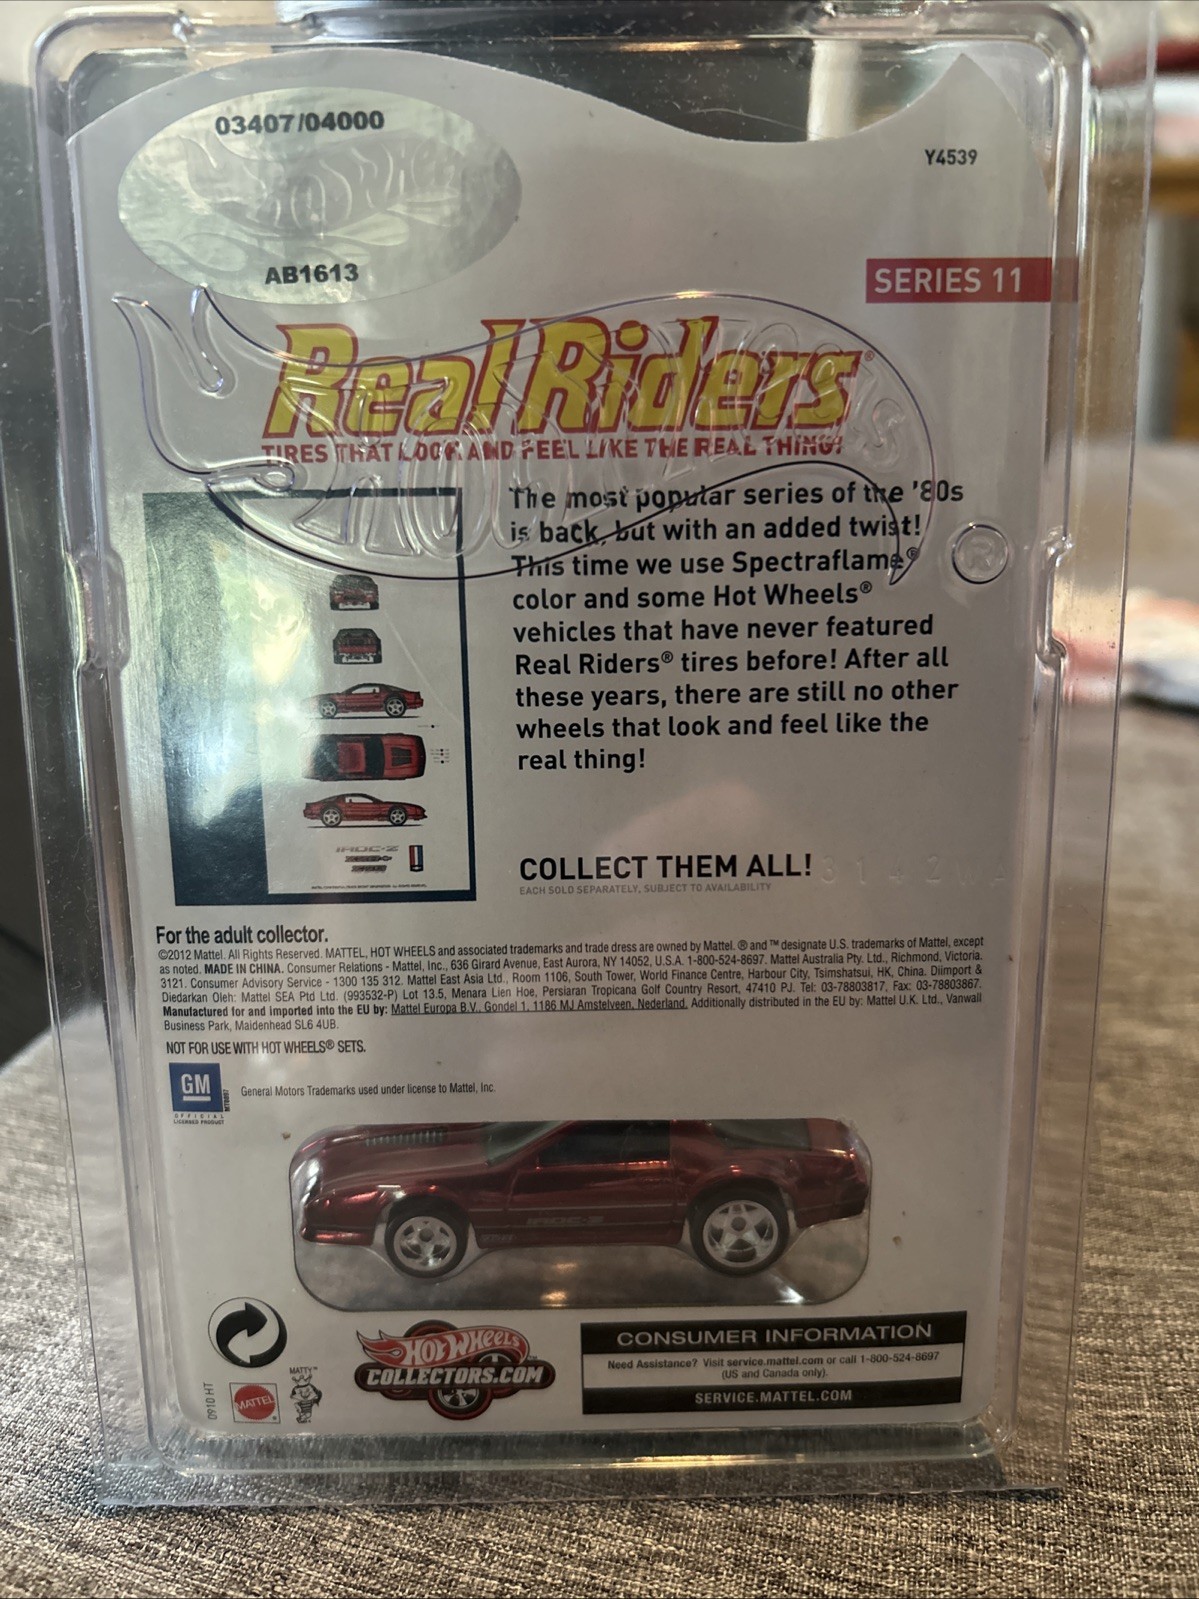 03407/04000
HOT WHEELS
AB1613
Y4539
SERIES 11
Real Riders®
TIRES THAT LOOK AND FEEL LIKE THE REAL THING!
HOT WHEELS
®
The most popular series of the '80s
is back, but with an added twist!
This time we use Spectraflame®
color and some Hot Wheels®
vehicles that have never featured
Real Riders® tires before! After all
these years, there are still no other
wheels that look and feel like the
real thing!
IROC-Z
COLLECT THEM ALL!
EACH SOLD SEPARATELY, SUBJECT TO AVAILABILITY
For the adult collector.
©2012 Mattel. All Rights Reserved. MATTEL, HOT WHEELS and associated trademarks and trade dress are owned by Mattel. ® and ™ designate U.S. trademarks of Mattel, except
as noted. MADE IN CHINA. Consumer Relations - Mattel, Inc., 636 Girard Avenue, East Aurora, NY 14052, U.S.A. 1-800-524-8697. Mattel Australia Pty. Ltd., Richmond, Victoria.
3121. Consumer Advisory Service - 1300 135 312. Mattel East Asia Ltd., Room 1106, South Tower, World Finance Centre, Harbour City, Tsimshatsui, HK, China. Diimport &
Diedarkan Oleh: Mattel SEA Ptd Ltd. (993532-P) Lot 13.5, Menara Lien Hoe, Persiaran Tropicana Golf Country Resort, 47410 PJ. Tel: 03-78803817, Fax: 03-78803867.
Manufactured for and imported into the EU by: Mattel Europa B.V., Gondel 1, 1186 MJ Amstelveen, Nederland. Additionally distributed in the EU by: Mattel U.K. Ltd., Vanwall
Business Park, Maidenhead SL6 4UB.
NOT FOR USE WITH HOT WHEELS® SETS.
GM
OFFICIAL
LICENSED PRODUCT
General Motors Trademarks used under license to Mattel, Inc.
IROC-Z
0910 HT
MATTEL
MATTY™
HOT WHEELS™
COLLECTORS.COM
CONSUMER INFORMATION
Need Assistance? Visit service.mattel.com or call 1-800-524-8697
(US and Canada only).
SERVICE.MATTEL.COM